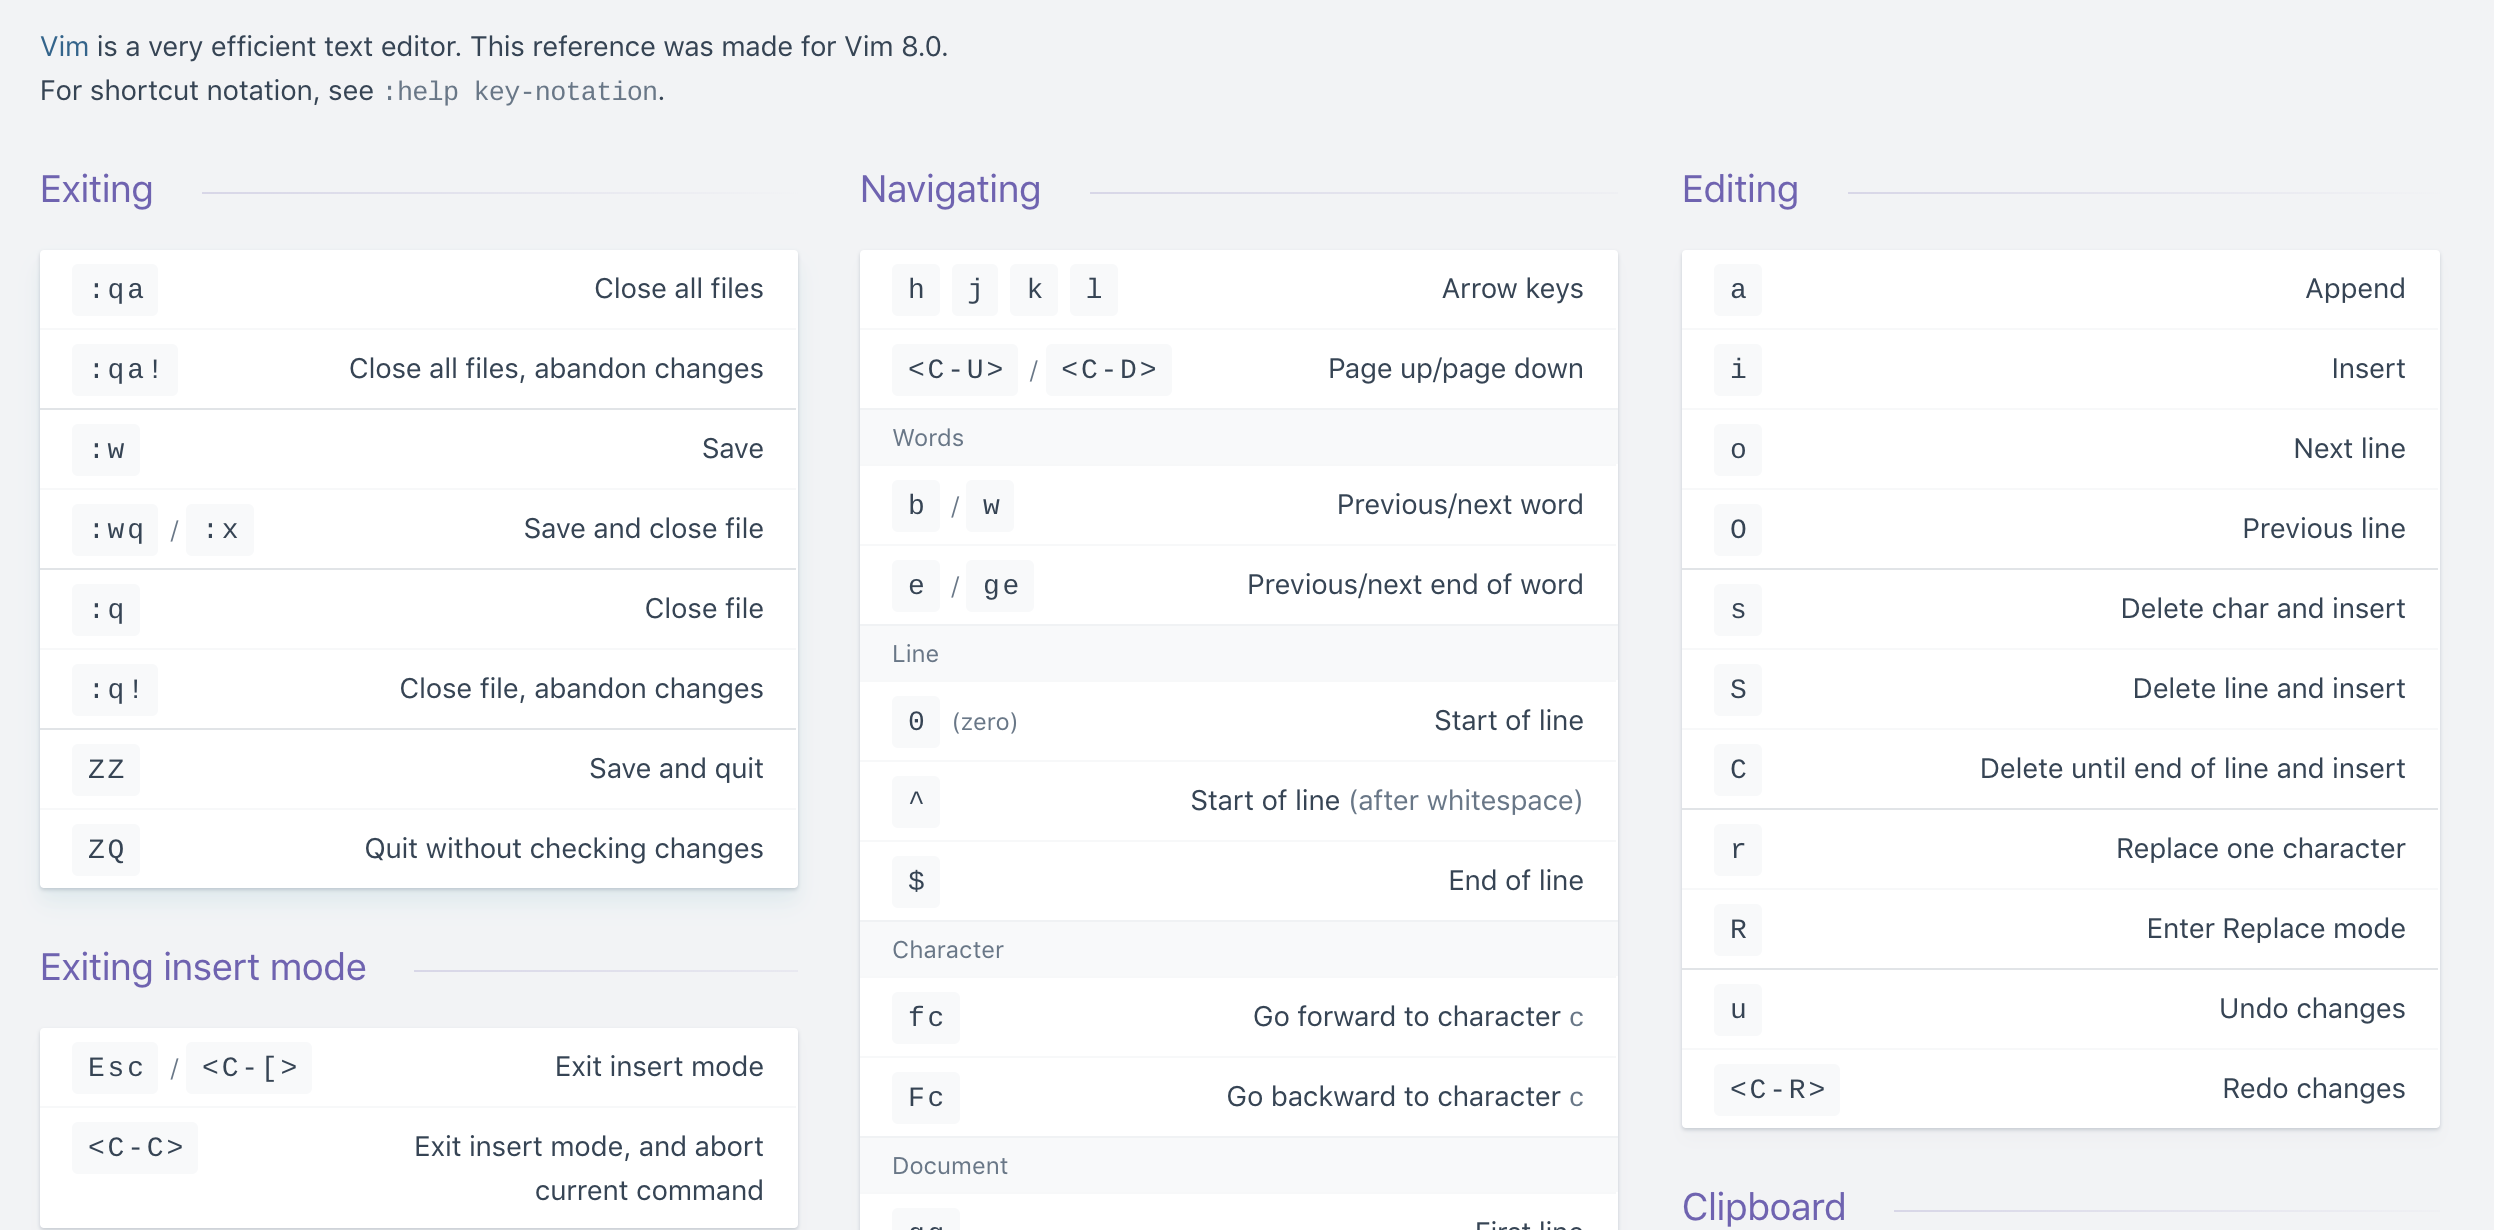 Vim is a very efficient text editor. This reference was made for Vim 8.0.
For shortcut notation, see :help key-notation.
Exiting
:qa Close all files
:qa! Close all files, abandon changes
:w Save
:wq / :x Save and close file
:q Close file
:q! Close file, abandon changes
ZZ Save and quit
ZQ Quit without checking changes
Exiting insert mode
Esc / <C-[> Exit insert mode
<C-C> Exit insert mode, and abort
current command
Navigating
h j k l Arrow keys
<C-U> / <C-D> Page up/page down
Words
b / w Previous/next word
e / ge Previous/next end of word
Line
0 (zero) Start of line
^ Start of line (after whitespace)
$ End of line
Character
fc Go forward to character c
Fc Go backward to character c
Document
First line
Editing
a Append
i Insert
o Next line
O Previous line
s Delete char and insert
S Delete line and insert
C Delete until end of line and insert
r Replace one character
R Enter Replace mode
u Undo changes
<C-R> Redo changes
Clipboard